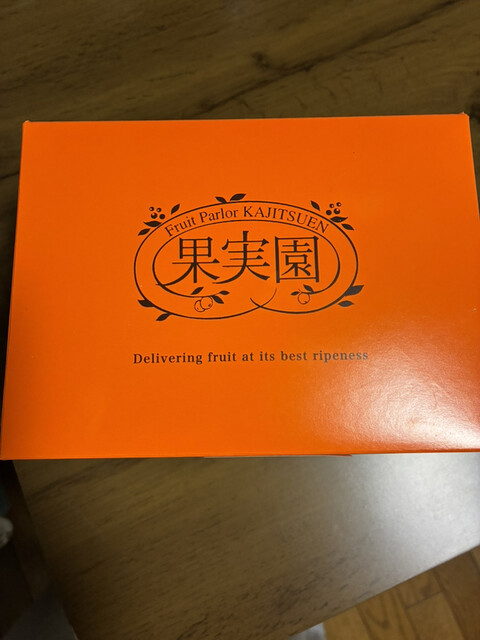 Fruit Parlor KAJITSUEN
果実園
Delivering fruit at its best ripeness